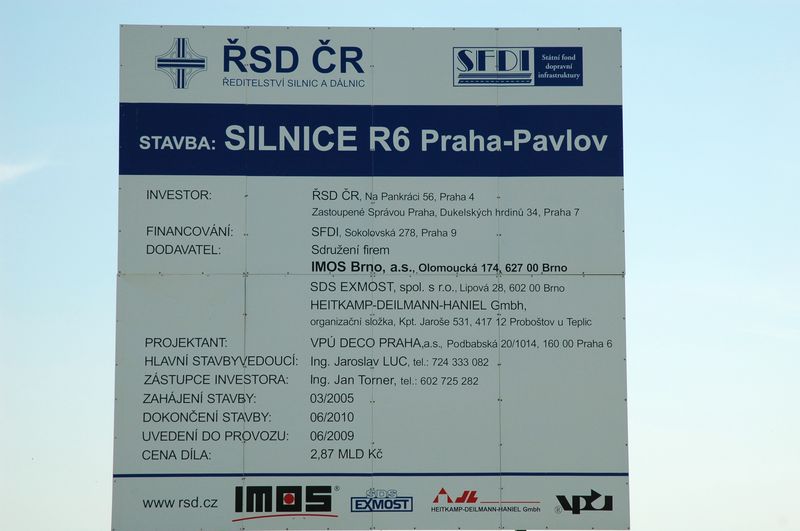 ŘSD ČR
ŘEDITELSTVÍ SILNIC A DÁLNIC
SFDI
Státní fond
dopravní
infrastruktury
STAVBA: SILNICE R6 Praha-Pavlov
INVESTOR: ŘSD ČR, Na Pankráci 56, Praha 4
Zastoupené Správou Praha, Dukelských hrdinů 34, Praha 7
FINANCOVÁNÍ: SFDI, Sokolovská 278, Praha 9
DODAVATEL: Sdružení firem
IMOS Brno, a.s., Olomoucká 174, 627 00 Brno
SDS EXMOST, spol. s r.o., Lipová 28, 602 00 Brno
HEITKAMP-DEILMANN-HANIEL Gmbh,
organizační složka, Kpt. Jaroše 531, 417 12 Proboštov u Teplic
PROJEKTANT: VPÚ DECO PRAHA,a.s., Podbabská 20/1014, 160 00 Praha 6
HLAVNÍ STAVBYVEDOUCÍ: Ing. Jaroslav LUC, tel.: 724 333 082
ZÁSTUPCE INVESTORA: Ing. Jan Torner, tel.: 602 725 282
ZAHÁJENÍ STAVBY: 03/2005
DOKONČENÍ STAVBY: 06/2010
UVEDENÍ DO PROVOZU: 06/2009
CENA DÍLA: 2,87 MLD Kč
www.rsd.cz
IMOS®
SDS
EXMOST
HEITKAMP-DEILMANN-HANIEL Gmbh
® vpú